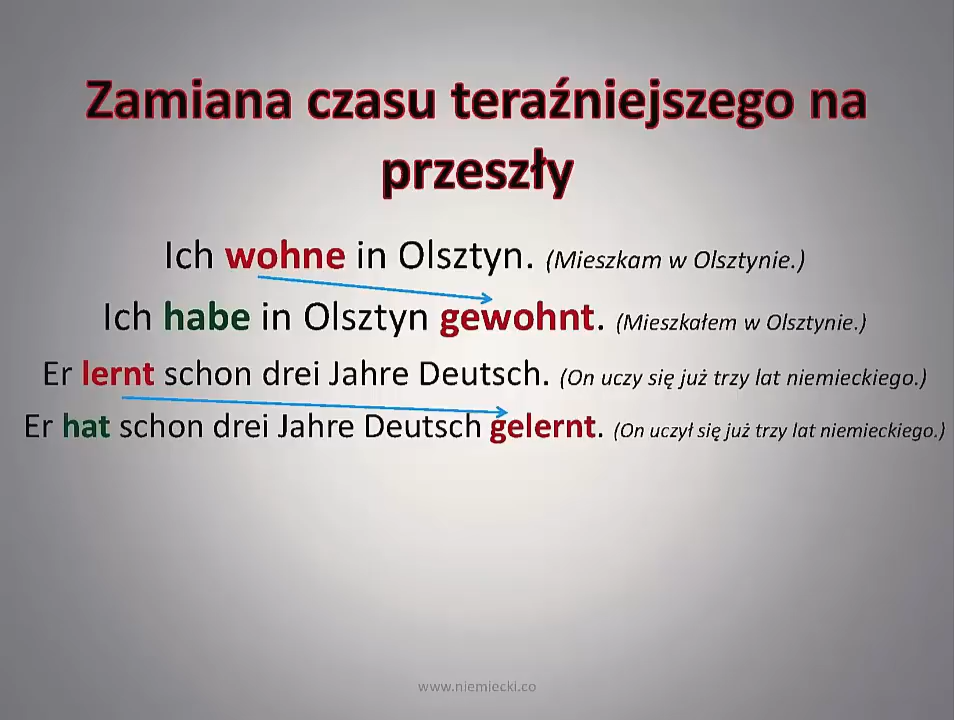 Zamiana czasu teraźniejszego na
przeszły
Ich wohne in Olsztyn. (Mieszkam w Olsztynie.)
Ich habe in Olsztyn gewohnt. (Mieszkałem w Olsztynie.)
Er lernt schon drei Jahre Deutsch. (On uczy się już trzy lat niemieckiego.)
Er hat schon drei Jahre Deutsch gelernt. (On uczył się już trzy lat niemieckiego.)
www.niemiecki.co